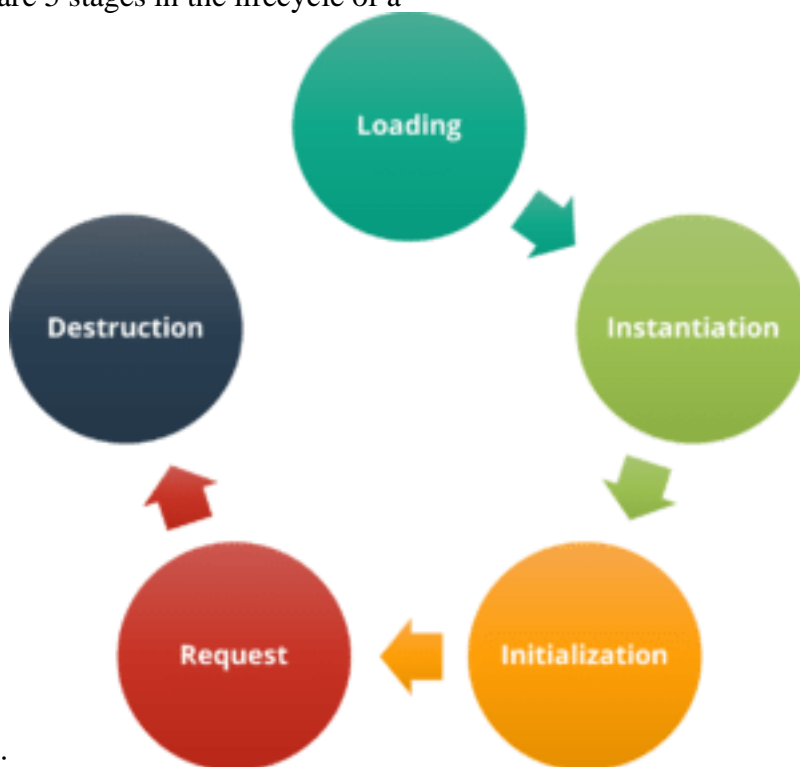 are 5 stages in the lifecycle of a
Loading
Instantiation
Initialization
Request
Destruction
.